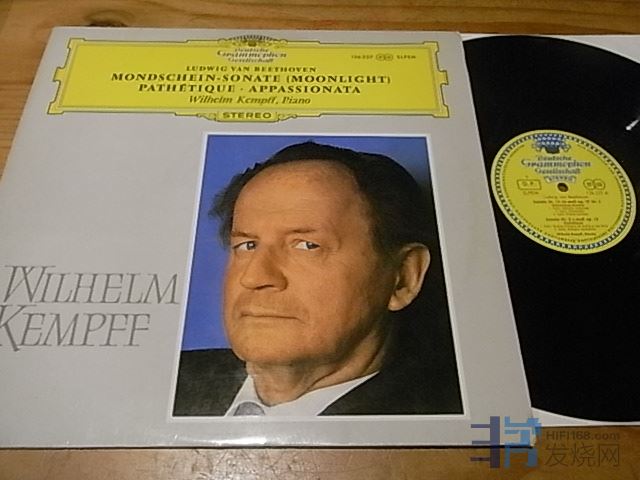 Deutsche
Grammophon
Gesellschaft
SLPEM
LUDWIG VAN BEETHOVEN
MONDSCHEIN-SONATE (MOONLIGHT)
PATHÉTIQUE · APPASSIONATA
Wilhelm Kempff, Piano
STEREO
WILHELM
KEMPFF
Deutsche
Grammophon
Gesellschaft
HiFi168.com
发烧网